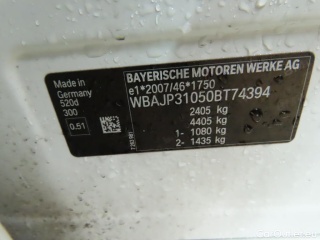 BAYERISCHE MOTOREN WERKE AG
e1*2007/46*1750
WBAJP31050BT74394
2405 kg
4405 kg
1- 1080 kg
2- 1435 kg
Made in
Germany
520d
300
0.51